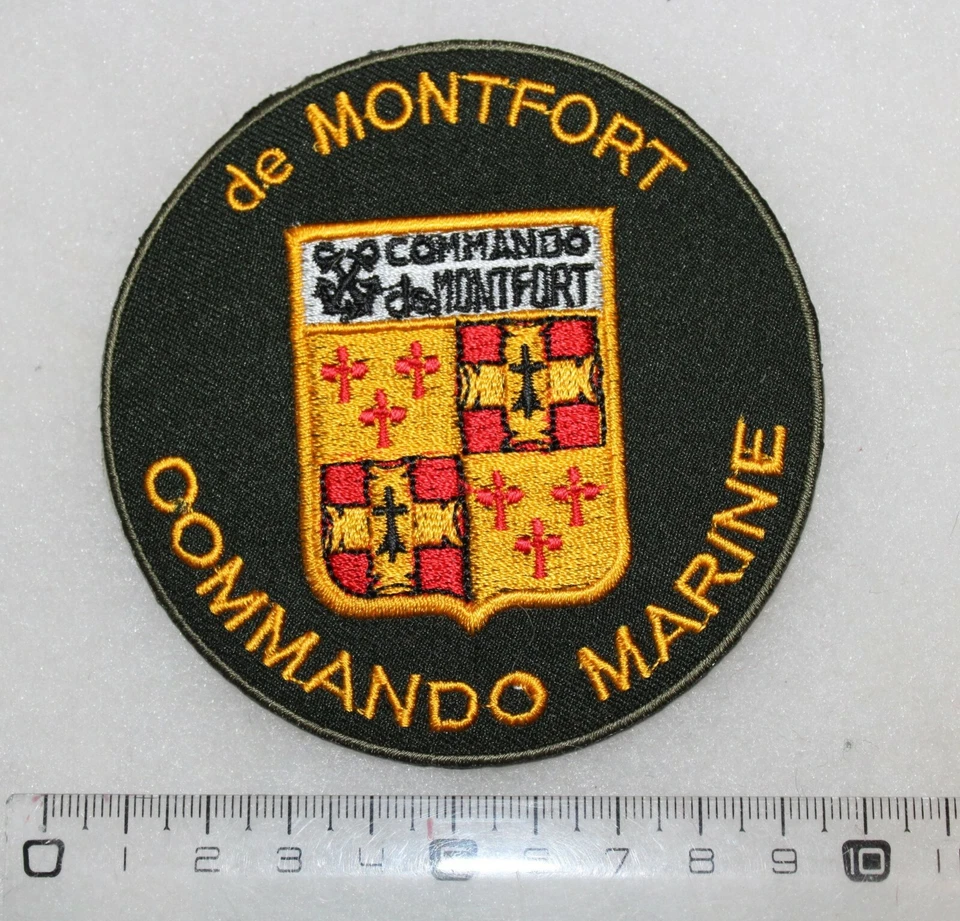 de MONTFORT
COMMANDO
de MONTFORT
COMMANDO MARINE
0 1 2 3 4 5 6 7 8 9 10 1